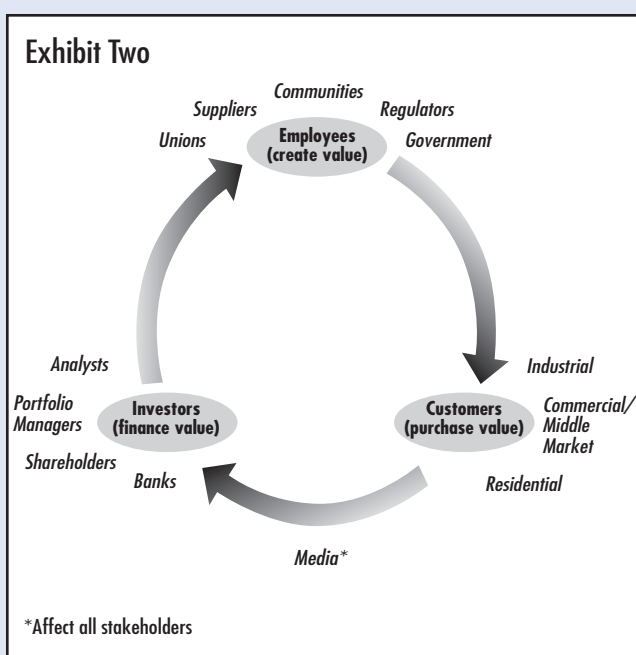 Exhibit Two
Communities
Suppliers
Regulators
Unions
Employees
(create value)
Government
Analysts
Industrial
Portfolio
Managers
Investors
(finance value)
Customers
(purchase value)
Commercial/
Middle
Market
Shareholders
Banks
Residential
Media*
*Affect all stakeholders